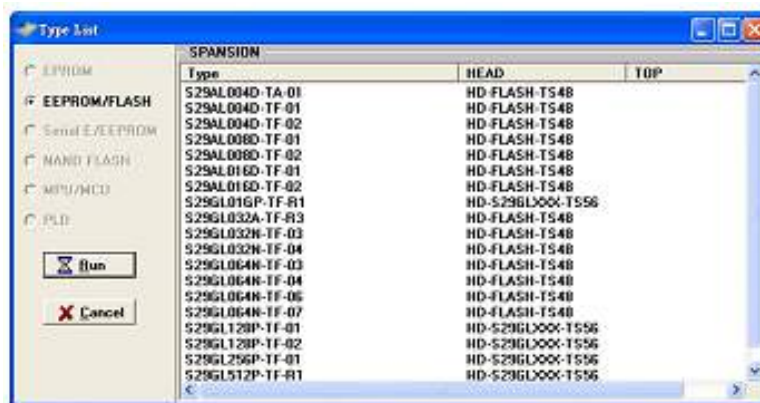 Type List
SPANSION
EPROM
EEPROM/FLASH
Serial E/EEPROM
NAND FLASH
MPU/MCU
PLD
Run
Cancel
Type HEAD TOP
S29AL004D-TA-01 HD-FLASH-TS48
S29AL004D-TF-01 HD-FLASH-TS48
S29AL004D-TF-02 HD-FLASH-TS48
S29AL008D-TF-01 HD-FLASH-TS48
S29AL008D-TF-02 HD-FLASH-TS48
S29AL016D-TF-01 HD-FLASH-TS48
S29AL016D-TF-02 HD-FLASH-TS48
S29GL01GP-TF-R1 HD-S29GLXXX-TS56
S29GL032A-TF-R3 HD-FLASH-TS48
S29GL032N-TF-03 HD-FLASH-TS48
S29GL032N-TF-04 HD-FLASH-TS48
S29GL064N-TF-03 HD-FLASH-TS48
S29GL064N-TF-04 HD-FLASH-TS48
S29GL064N-TF-06 HD-FLASH-TS48
S29GL064N-TF-07 HD-FLASH-TS48
S29GL128P-TF-01 HD-S29GLXXX-TS56
S29GL128P-TF-02 HD-S29GLXXX-TS56
S29GL256P-TF-01 HD-S29GLXXX-TS56
S29GL512P-TF-R1 HD-S29GLXXX-TS56